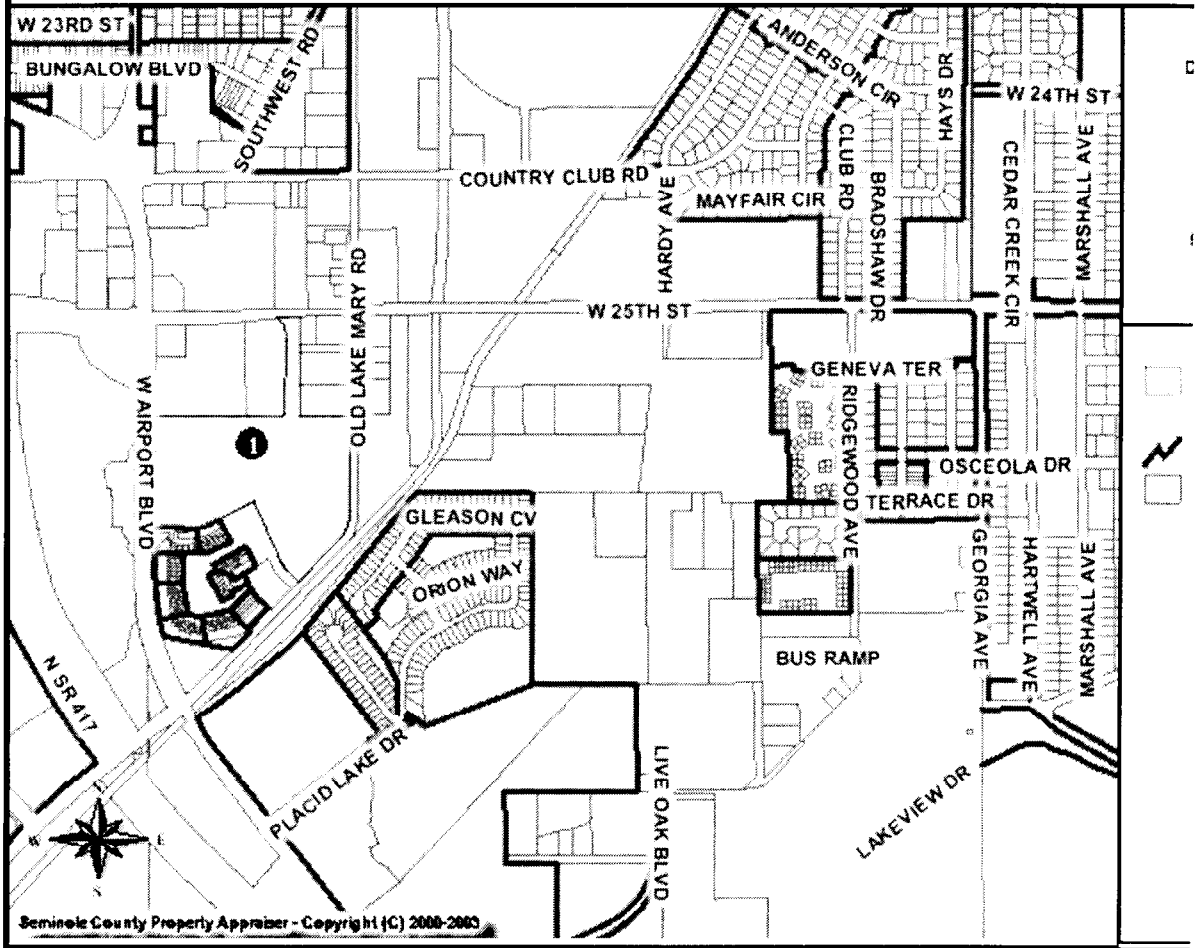 W 23RD ST
BUNGALOW BLVD
SOUTHWEST RD
ANDERSON CIR
HAYS DR
W 24TH ST
COUNTRY CLUB RD
HARDY AVE
MAYFAIR CIR
CLUB RD
BRADSHAW DR
CEDAR CREEK CIR
MARSHALL AVE
OLD LAKE MARY RD
W 25TH ST
W AIRPORT BLVD
1
GENEVA TER
RIDGEWOOD AVE
OSCEOLA DR
TERRACE DR
GLEASON CV
ORION WAY
GEORGIA AVE
HARTWELL AVE
MARSHALL AVE
BUS RAMP
N SR 417
PLACID LAKE DR
LIVE OAK BLVD
LAKEVIEW DR
W
E
S
Seminole County Property Appraiser - Copyright (C) 2000-2003